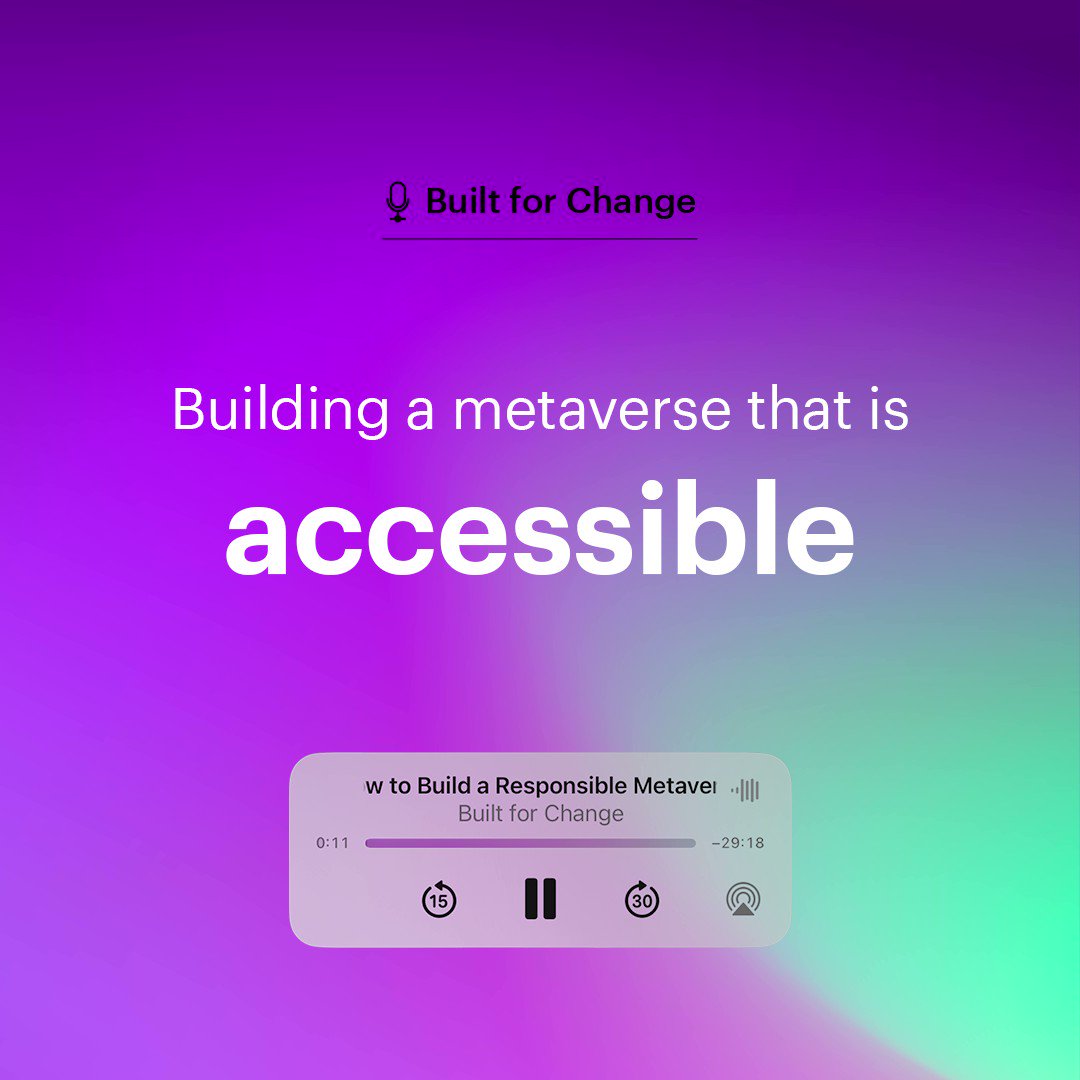 Built for Change
Building a metaverse that is
accessible
w to Build a Responsible Metaver
Built for Change
0:11
−29:18
15
30